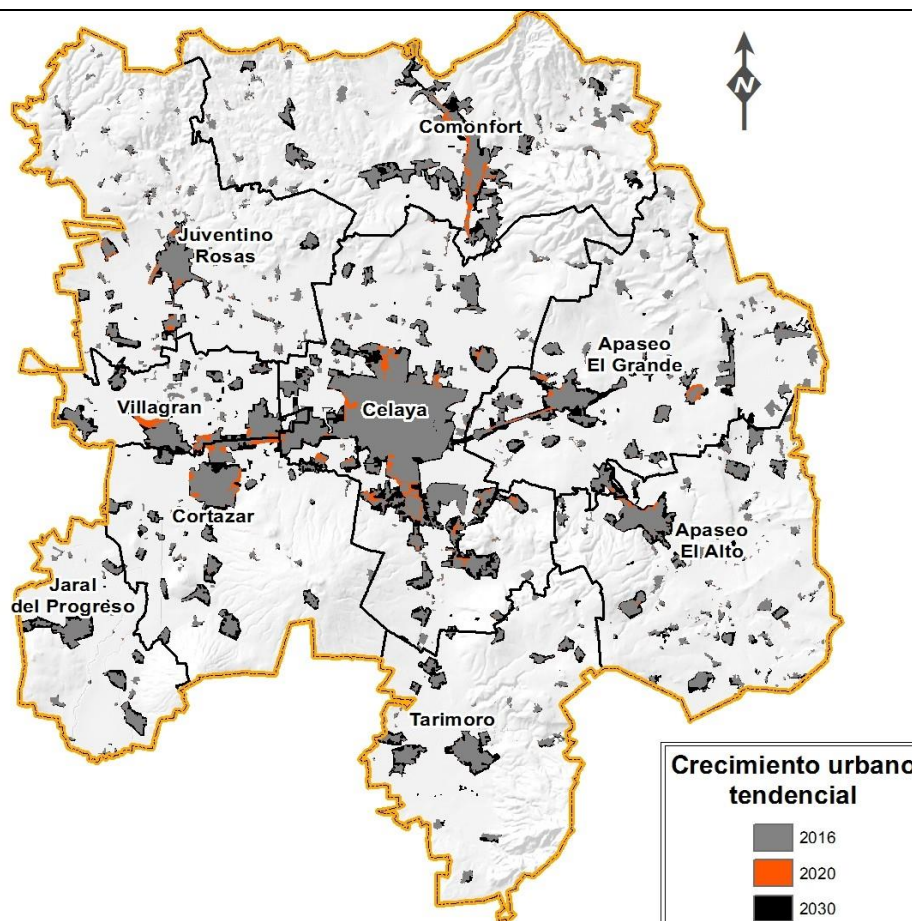 N
Comonfort
Juventino
Rosas
Apaseo
El Grande
Villagran
Celaya
Cortazar
Apaseo
El Alto
Jaral
del Progreso
Tarimoro
Crecimiento urbano
tendencial
2016
2020
2030